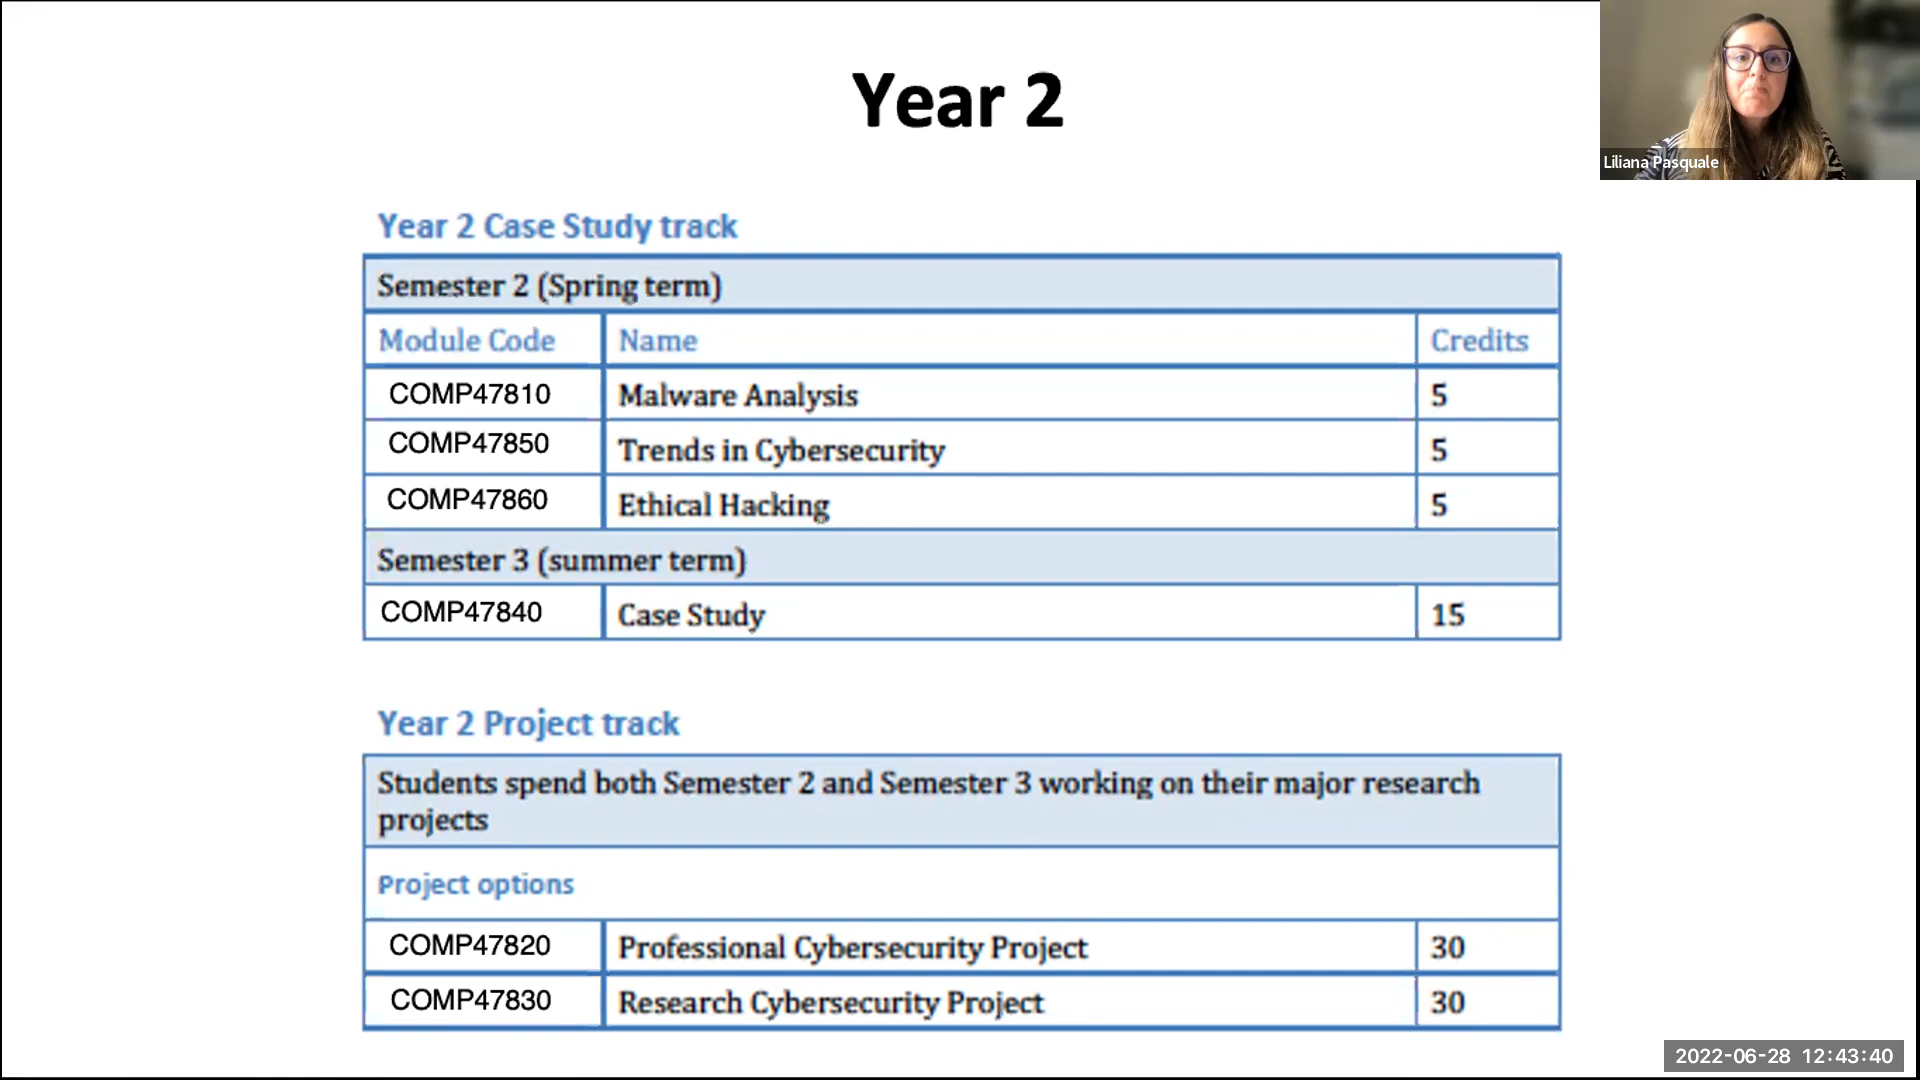 Year 2
Liliana Pasquale
Year 2 Case Study track
Semester 2 (Spring term)
Module Code Name Credits
COMP47810 Malware Analysis 5
COMP47850 Trends in Cybersecurity 5
COMP47860 Ethical Hacking 5
Semester 3 (summer term)
COMP47840 Case Study 15
Year 2 Project track
Students spend both Semester 2 and Semester 3 working on their major research
projects
Project options
COMP47820 Professional Cybersecurity Project 30
COMP47830 Research Cybersecurity Project 30
2022-06-28 12:43:40